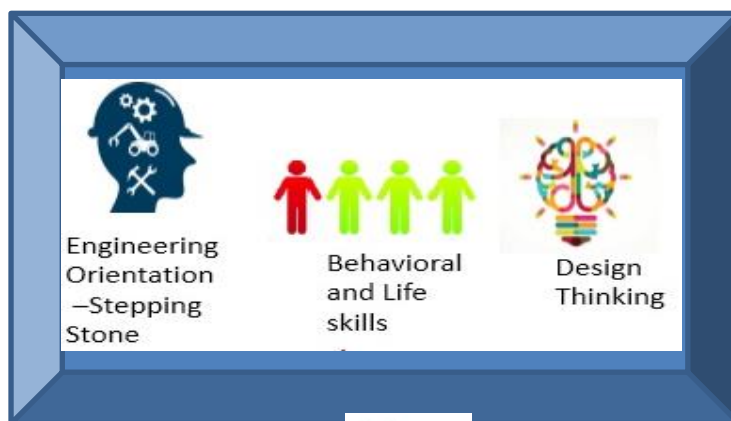 Engineering
Orientation
–Stepping
Stone
Behavioral
and Life
skills
Design
Thinking